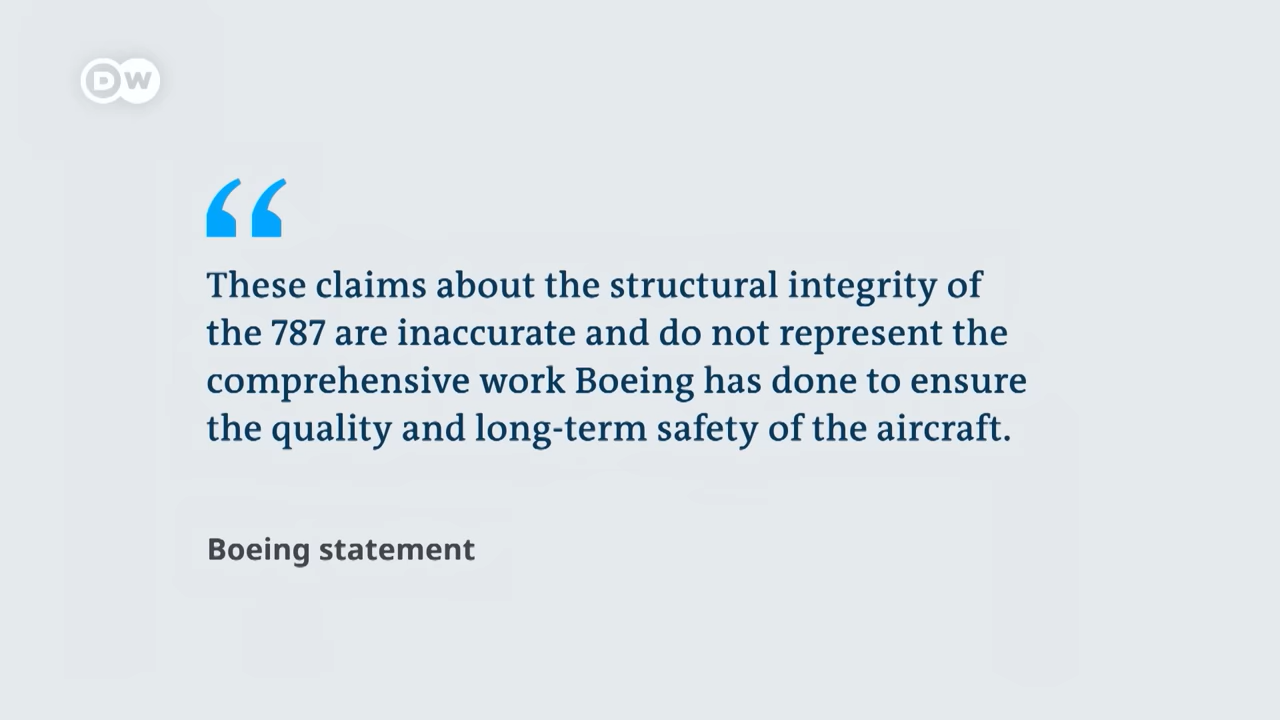 DW
“
These claims about the structural integrity of
the 787 are inaccurate and do not represent the
comprehensive work Boeing has done to ensure
the quality and long-term safety of the aircraft.
Boeing statement